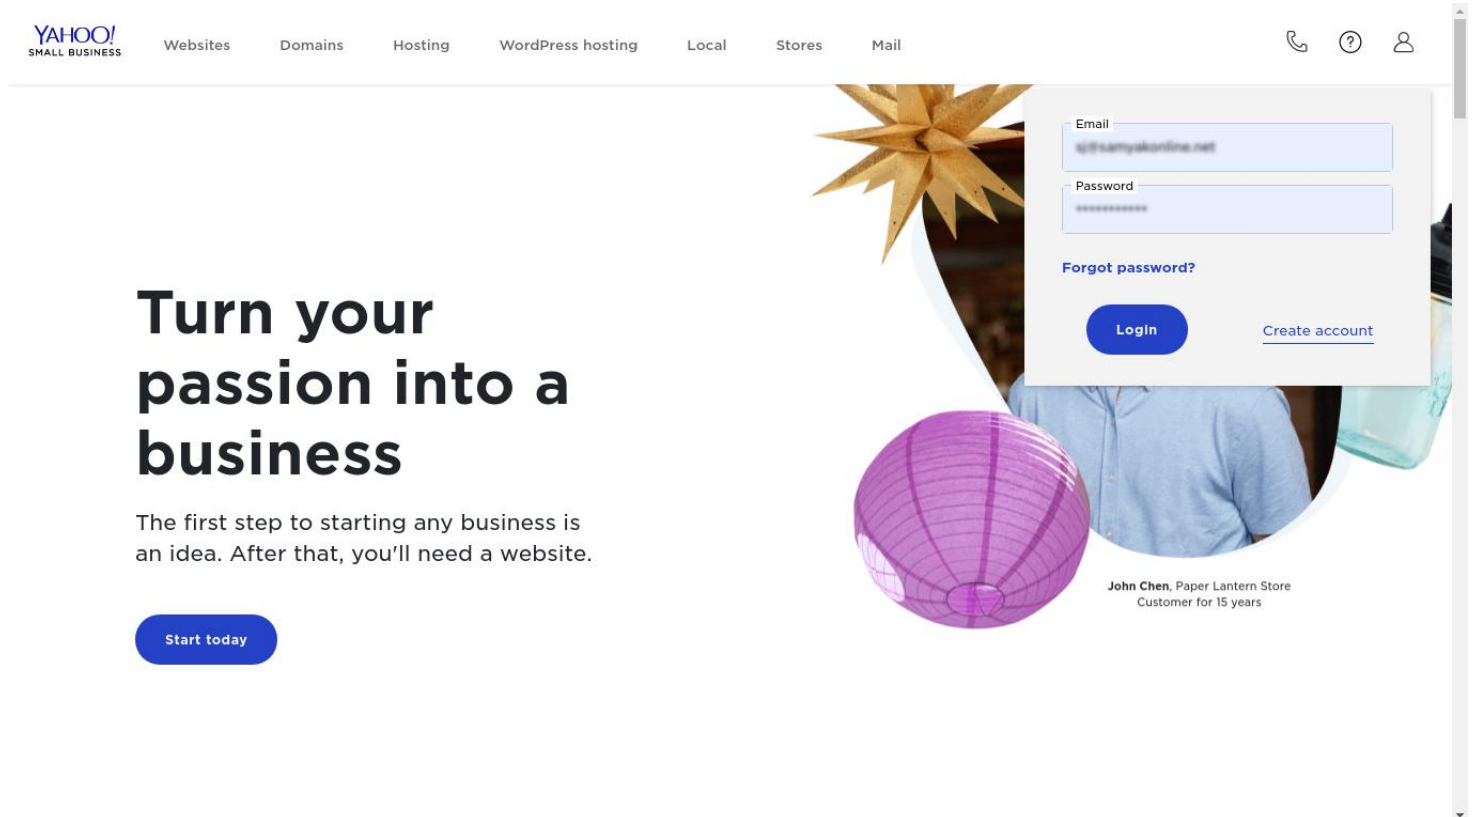 YAHOO!
SMALL BUSINESS
Websites
Domains
Hosting
WordPress hosting
Local
Stores
Mail
?
Email
Password
Forgot password?
Login
Create account
Turn your
passion into a
business
The first step to starting any business is
an idea. After that, you'll need a website.
Start today
John Chen, Paper Lantern Store
Customer for 15 years